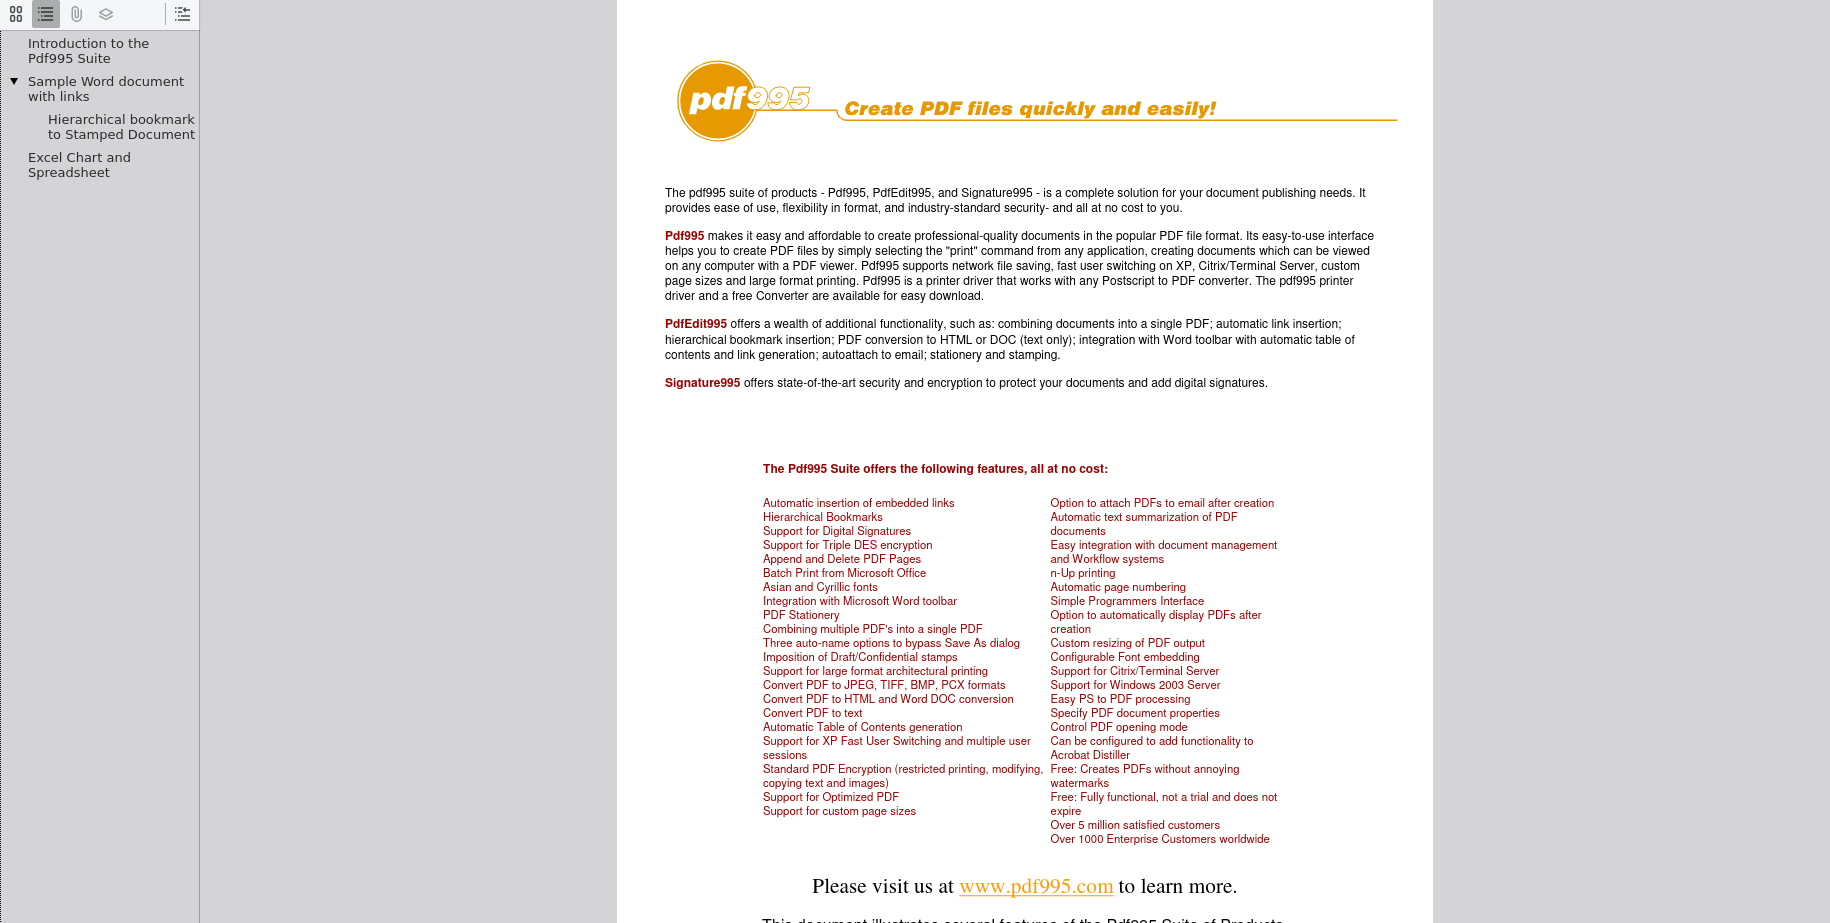 Introduction to the
Pdf995 Suite
Sample Word document
with links
Hierarchical bookmark
to Stamped Document
Excel Chart and
Spreadsheet
pdf995
Create PDF files quickly and easily!
The pdf995 suite of products - Pdf995, PdfEdit995, and Signature995 - is a complete solution for your document publishing needs. It
provides ease of use, flexibility in format, and industry-standard security- and all at no cost to you.
Pdf995 makes it easy and affordable to create professional-quality documents in the popular PDF file format. Its easy-to-use interface
helps you to create PDF files by simply selecting the "print" command from any application, creating documents which can be viewed
on any computer with a PDF viewer. Pdf995 supports network file saving, fast user switching on XP, Citrix/Terminal Server, custom
page sizes and large format printing. Pdf995 is a printer driver that works with any Postscript to PDF converter. The pdf995 printer
driver and a free Converter are available for easy download.
PdfEdit995 offers a wealth of additional functionality, such as: combining documents into a single PDF; automatic link insertion;
hierarchical bookmark insertion; PDF conversion to HTML or DOC (text only); integration with Word toolbar with automatic table of
contents and link generation; autoattach to email; stationery and stamping.
Signature995 offers state-of-the-art security and encryption to protect your documents and add digital signatures.
The Pdf995 Suite offers the following features, all at no cost:
Automatic insertion of embedded links
Hierarchical Bookmarks
Support for Digital Signatures
Support for Triple DES encryption
Append and Delete PDF Pages
Batch Print from Microsoft Office
Asian and Cyrillic fonts
Integration with Microsoft Word toolbar
PDF Stationery
Combining multiple PDF's into a single PDF
Three auto-name options to bypass Save As dialog
Imposition of Draft/Confidential stamps
Support for large format architectural printing
Convert PDF to JPEG, TIFF, BMP, PCX formats
Convert PDF to HTML and Word DOC conversion
Convert PDF to text
Automatic Table of Contents generation
Support for XP Fast User Switching and multiple user
sessions
Standard PDF Encryption (restricted printing, modifying,
copying text and images)
Support for Optimized PDF
Support for custom page sizes
Option to attach PDFs to email after creation
Automatic text summarization of PDF
documents
Easy integration with document management
and Workflow systems
n-Up printing
Automatic page numbering
Simple Programmers Interface
Option to automatically display PDFs after
creation
Custom resizing of PDF output
Configurable Font embedding
Support for Citrix/Terminal Server
Support for Windows 2003 Server
Easy PS to PDF processing
Specify PDF document properties
Control PDF opening mode
Can be configured to add functionality to
Acrobat Distiller
Free: Creates PDFs without annoying
watermarks
Free: Fully functional, not a trial and does not
expire
Over 5 million satisfied customers
Over 1000 Enterprise Customers worldwide
Please visit us at www.pdf995.com to learn more.
This document illustrates several features of the Pdf995 Suite of Products